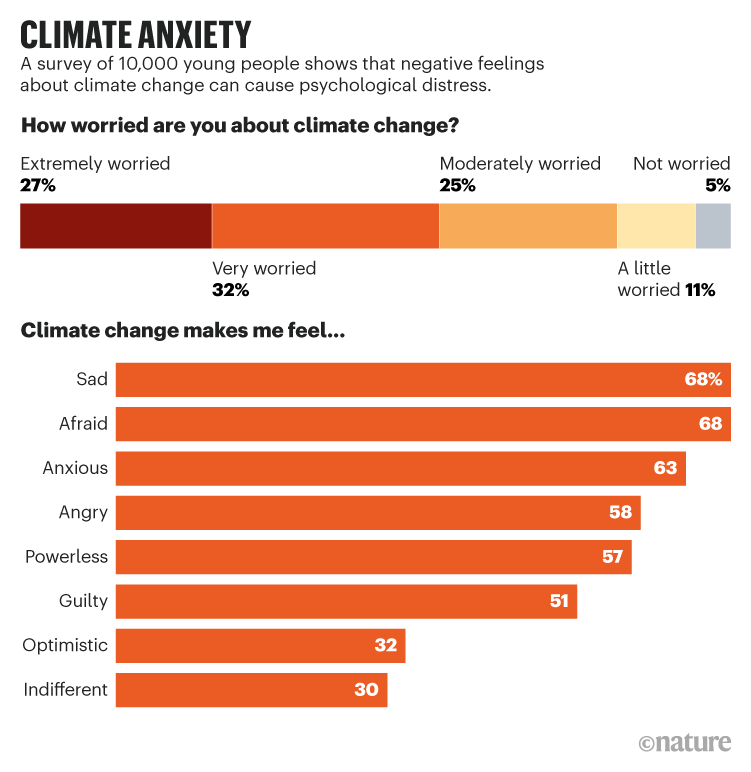 CLIMATE ANXIETY
A survey of 10,000 young people shows that negative feelings
about climate change can cause psychological distress.
How worried are you about climate change?
Extremely worried
27%
Moderately worried
25%
Not worried
5%
Very worried
32%
A little
worried 11%
Climate change makes me feel...
Sad 68%
Afraid 68
Anxious 63
Angry 58
Powerless 57
Guilty 51
Optimistic 32
Indifferent 30
©nature